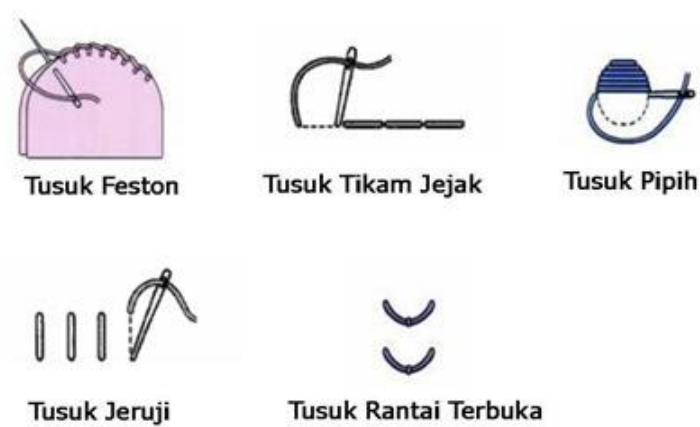 Tusuk Feston
Tusuk Tikam Jejak
Tusuk Pipih
Tusuk Jeruji
Tusuk Rantai Terbuka